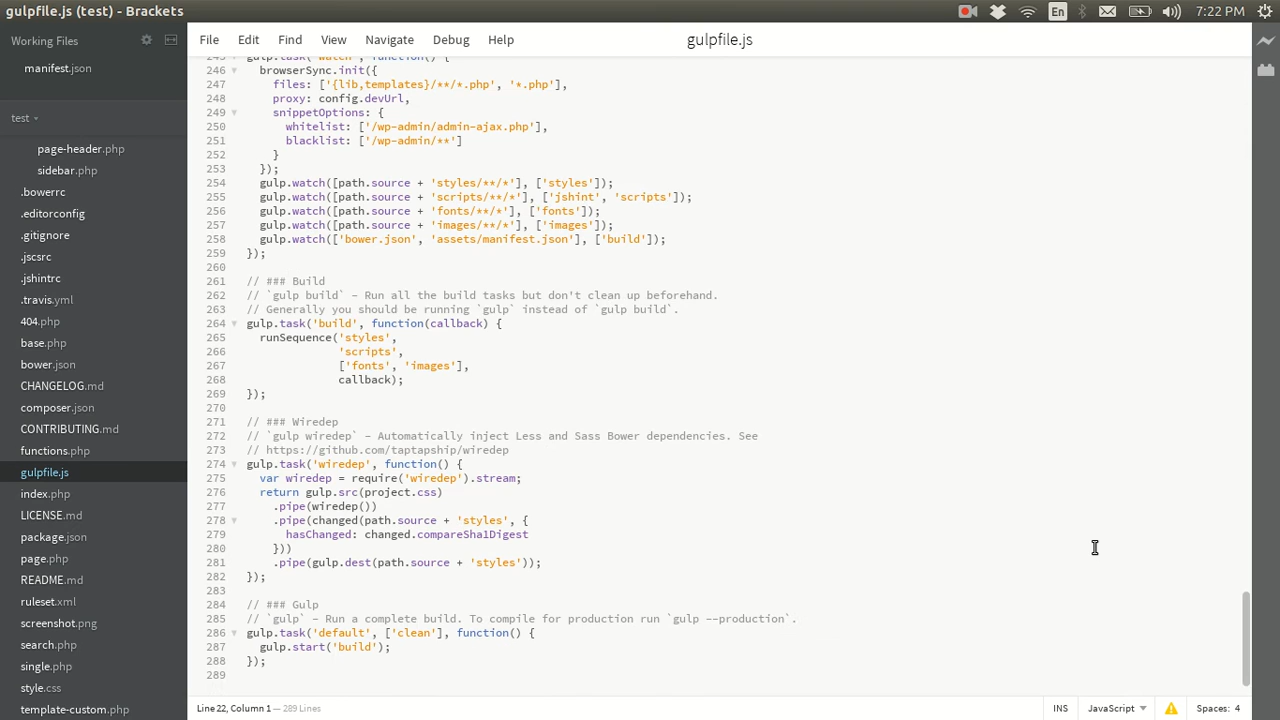 gulpfile.js (test) - Brackets
En
7:22 PM
Working Files
manifest.json
test
page-header.php
sidebar.php
.bowerrc
.editorconfig
.gitignore
.jscsrc
.jshintrc
.travis.yml
404.php
base.php
bower.json
CHANGELOG.md
composer.json
CONTRIBUTING.md
functions.php
gulpfile.js
index.php
LICENSE.md
package.json
page.php
README.md
ruleset.xml
screenshot.png
search.php
single.php
style.css
template-custom.php
File Edit Find View Navigate Debug Help
gulpfile.js
245 gulp.task('watch', function() {
246 browserSync.init({
247 files: ['{lib,templates}/**/*.php', '*.php'],
248 proxy: config.devUrl,
249 snippetOptions: {
250 whitelist: ['/wp-admin/admin-ajax.php'],
251 blacklist: ['/wp-admin/**']
252 }
253 });
254 gulp.watch([path.source + 'styles/**/*'], ['styles']);
255 gulp.watch([path.source + 'scripts/**/*'], ['jshint', 'scripts']);
256 gulp.watch([path.source + 'fonts/**/*'], ['fonts']);
257 gulp.watch([path.source + 'images/**/*'], ['images']);
258 gulp.watch(['bower.json', 'assets/manifest.json'], ['build']);
259 });
260
261 // ### Build
262 // `gulp build` - Run all the build tasks but don't clean up beforehand.
263 // Generally you should be running `gulp` instead of `gulp build`.
264 gulp.task('build', function(callback) {
265 runSequence('styles',
266 'scripts',
267 ['fonts', 'images'],
268 callback);
269 });
270
271 // ### Wiredep
272 // `gulp wiredep` - Automatically inject Less and Sass Bower dependencies. See
273 // https://github.com/taptapship/wiredep
274 gulp.task('wiredep', function() {
275 var wiredep = require('wiredep').stream;
276 return gulp.src(project.css)
277 .pipe(wiredep())
278 .pipe(changed(path.source + 'styles', {
279 hasChanged: changed.compareSha1Digest
280 }))
281 .pipe(gulp.dest(path.source + 'styles'));
282 });
283
284 // ### Gulp
285 // `gulp` - Run a complete build. To compile for production run `gulp --production`.
286 gulp.task('default', ['clean'], function() {
287 gulp.start('build');
288 });
289
Line 22, Column 1 — 289 Lines
INS
JavaScript
Spaces: 4